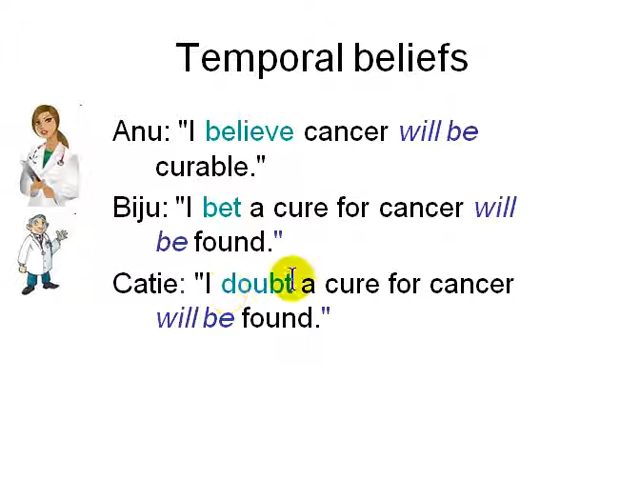 Temporal beliefs
Anu: "I believe cancer will be
curable."
Biju: "I bet a cure for cancer will
be found."
Catie: "I doubt a cure for cancer
will be found."